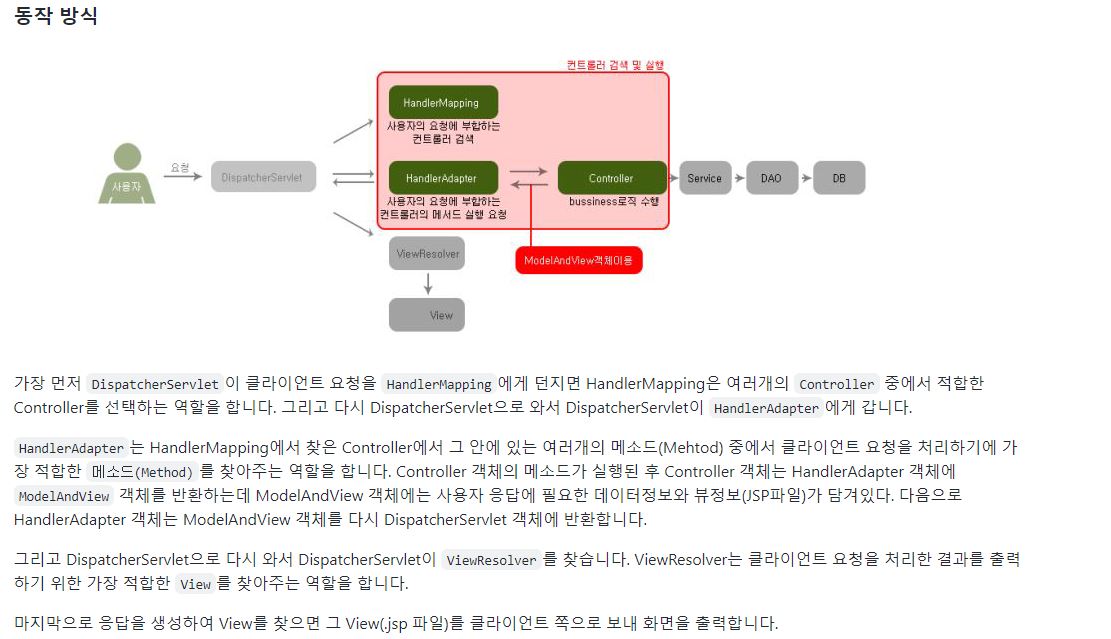 동작 방식
컨트롤러 검색 및 실행
HandlerMapping
사용자의 요청에 부합하는
컨트롤러 검색
사용자
요청
DispatcherServlet
HandlerAdapter
사용자의 요청에 부합하는
컨트롤러의 메서드 실행 요청
Controller
bussiness로직 수행
Service
DAO
DB
ViewResolver
ModelAndView객체이용
View
가장 먼저 DispatcherServlet 이 클라이언트 요청을 HandlerMapping 에게 던지면 HandlerMapping은 여러개의 Controller 중에서 적합한
Controller를 선택하는 역할을 합니다. 그리고 다시 DispatcherServlet으로 와서 DispatcherServlet이 HandlerAdapter 에게 갑니다.
HandlerAdapter 는 HandlerMapping에서 찾은 Controller에서 그 안에 있는 여러개의 메소드(Mehtod) 중에서 클라이언트 요청을 처리하기에 가
장 적합한 메소드(Method) 를 찾아주는 역할을 합니다. Controller 객체의 메소드가 실행된 후 Controller 객체는 HandlerAdapter 객체에
ModelAndView 객체를 반환하는데 ModelAndView 객체에는 사용자 응답에 필요한 데이터정보와 뷰정보(JSP파일)가 담겨있다. 다음으로
HandlerAdapter 객체는 ModelAndView 객체를 다시 DispatcherServlet 객체에 반환합니다.
그리고 DispatcherServlet으로 다시 와서 DispatcherServlet이 ViewResolver 를 찾습니다. ViewResolver는 클라이언트 요청을 처리한 결과를 출력
하기 위한 가장 적합한 View 를 찾아주는 역할을 합니다.
마지막으로 응답을 생성하여 View를 찾으면 그 View(.jsp 파일)를 클라이언트 쪽으로 보내 화면을 출력합니다.